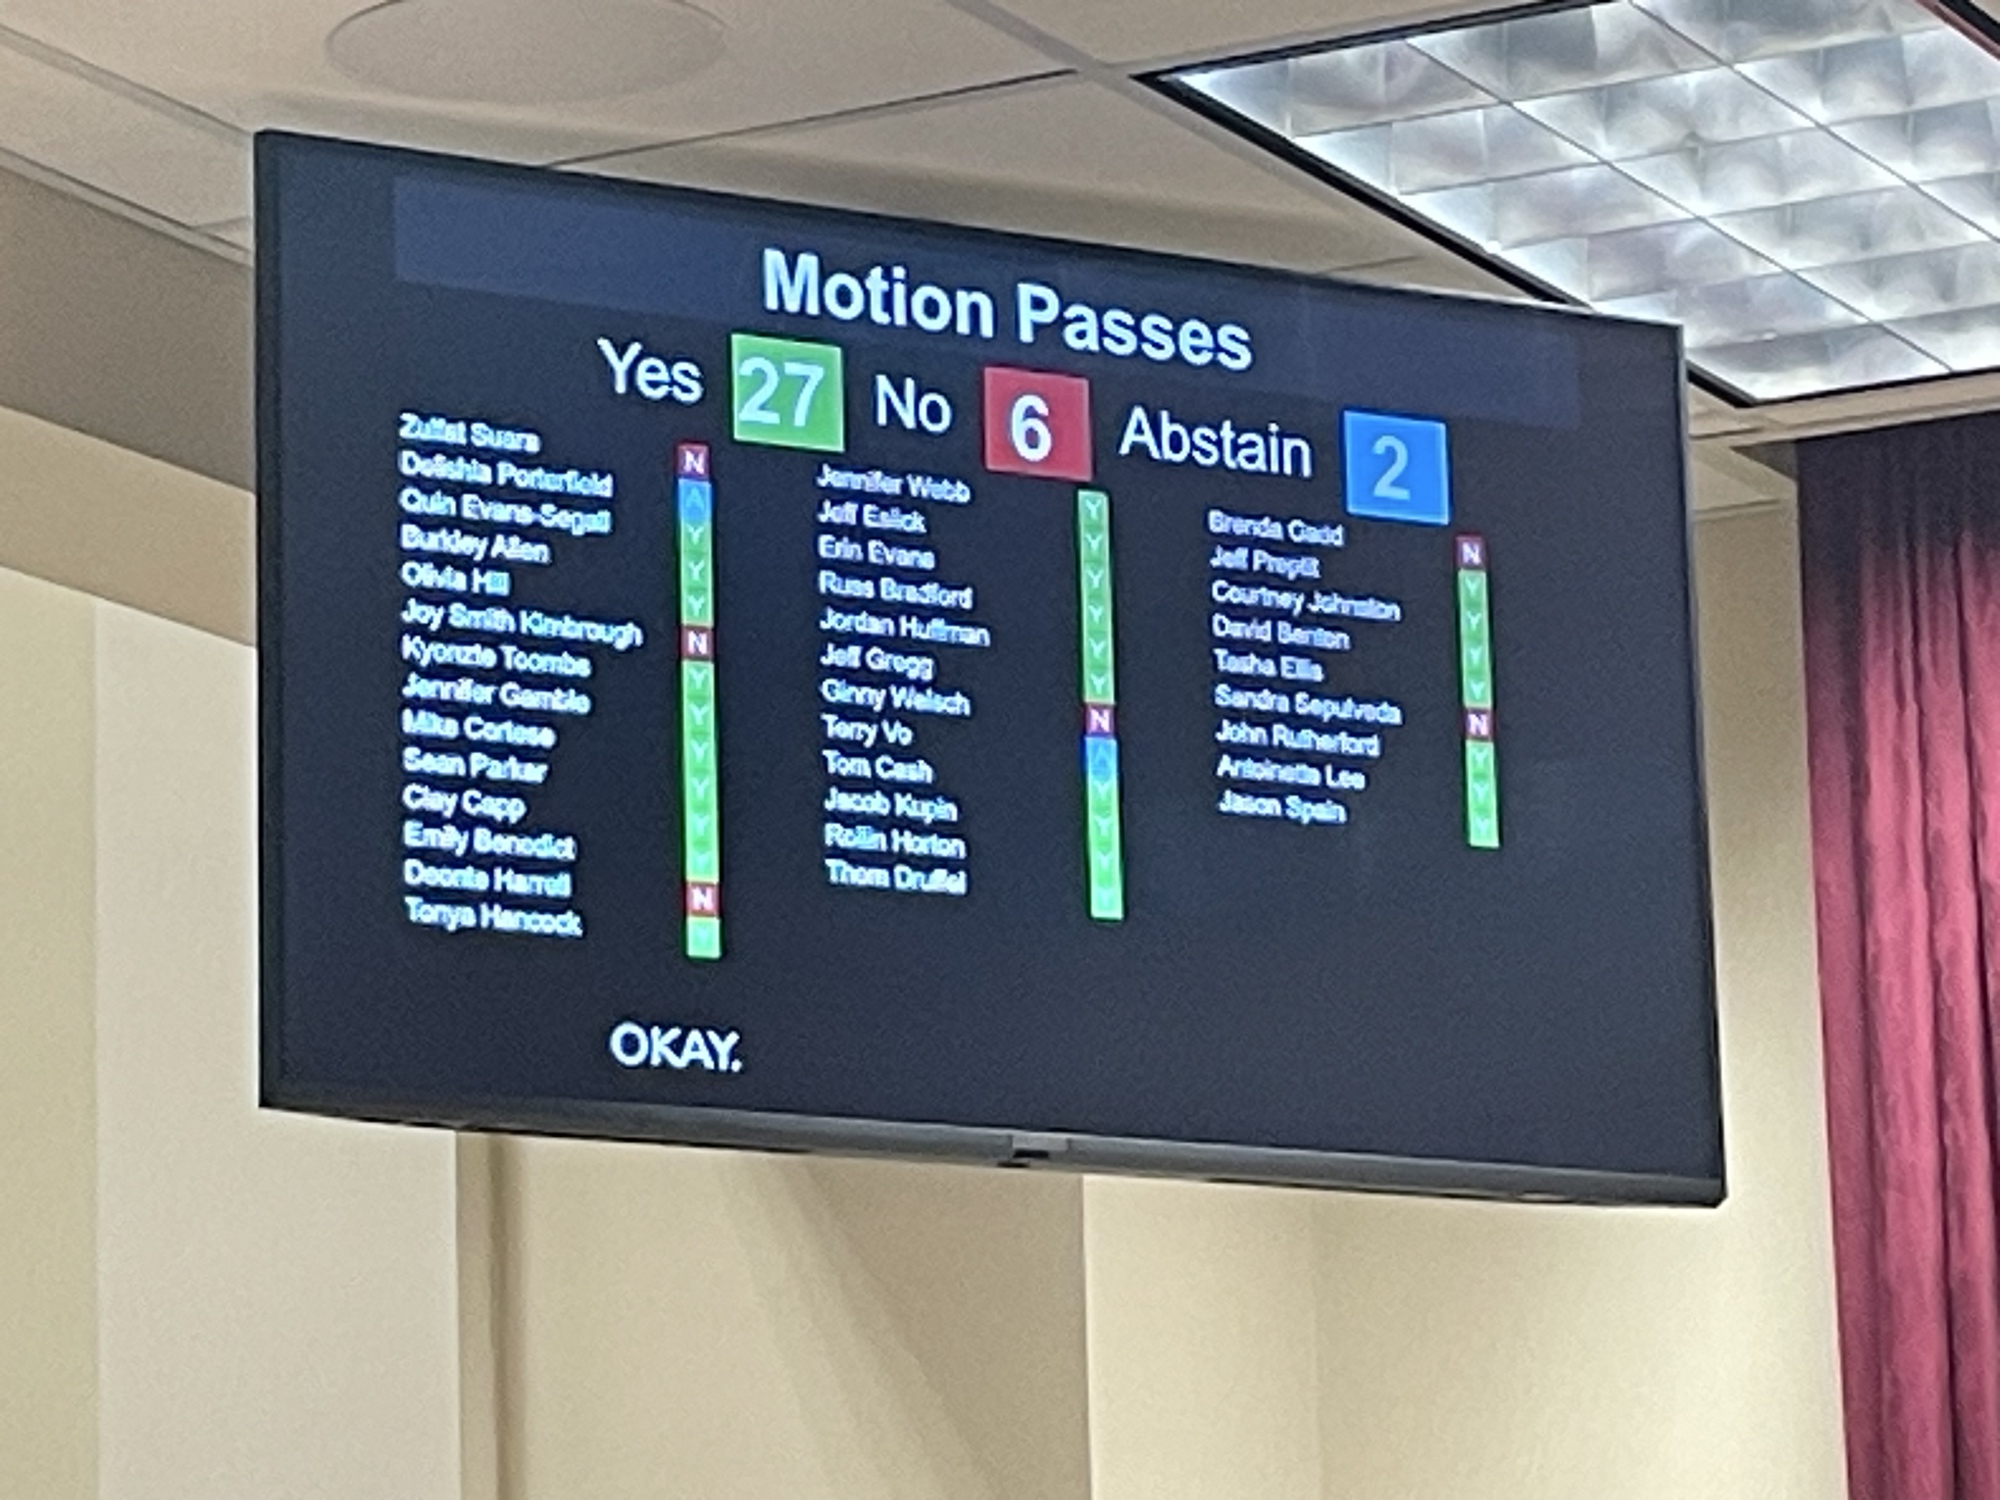 Motion Passes
Yes 27 No 6 Abstain 2
Zulfat Suara N
Delishia Porterfield A
Quin Evans-Segall Y
Burkley Allen Y
Olivia Hill Y
Joy Smith Kimbrough N
Kyonzte Toombs Y
Jennifer Gamble Y
Mike Cortese Y
Sean Parker Y
Clay Capp Y
Emily Benedict Y
Deonte Harrell N
Tonya Hancock Y
Jennifer Webb Y
Jeff Eslick Y
Erin Evans Y
Russ Bradford Y
Jordan Huffman Y
Jeff Gregg Y
Ginny Welsch N
Terry Vo A
Tom Cash Y
Jacob Kupin Y
Rollin Horton Y
Thom Druffel Y
Brenda Gadd N
Jeff Preptit Y
Courtney Johnston Y
David Benton Y
Tasha Ellis Y
Sandra Sepulveda N
John Rutherford Y
Antoinette Lee Y
Jason Spain Y
OKAY.